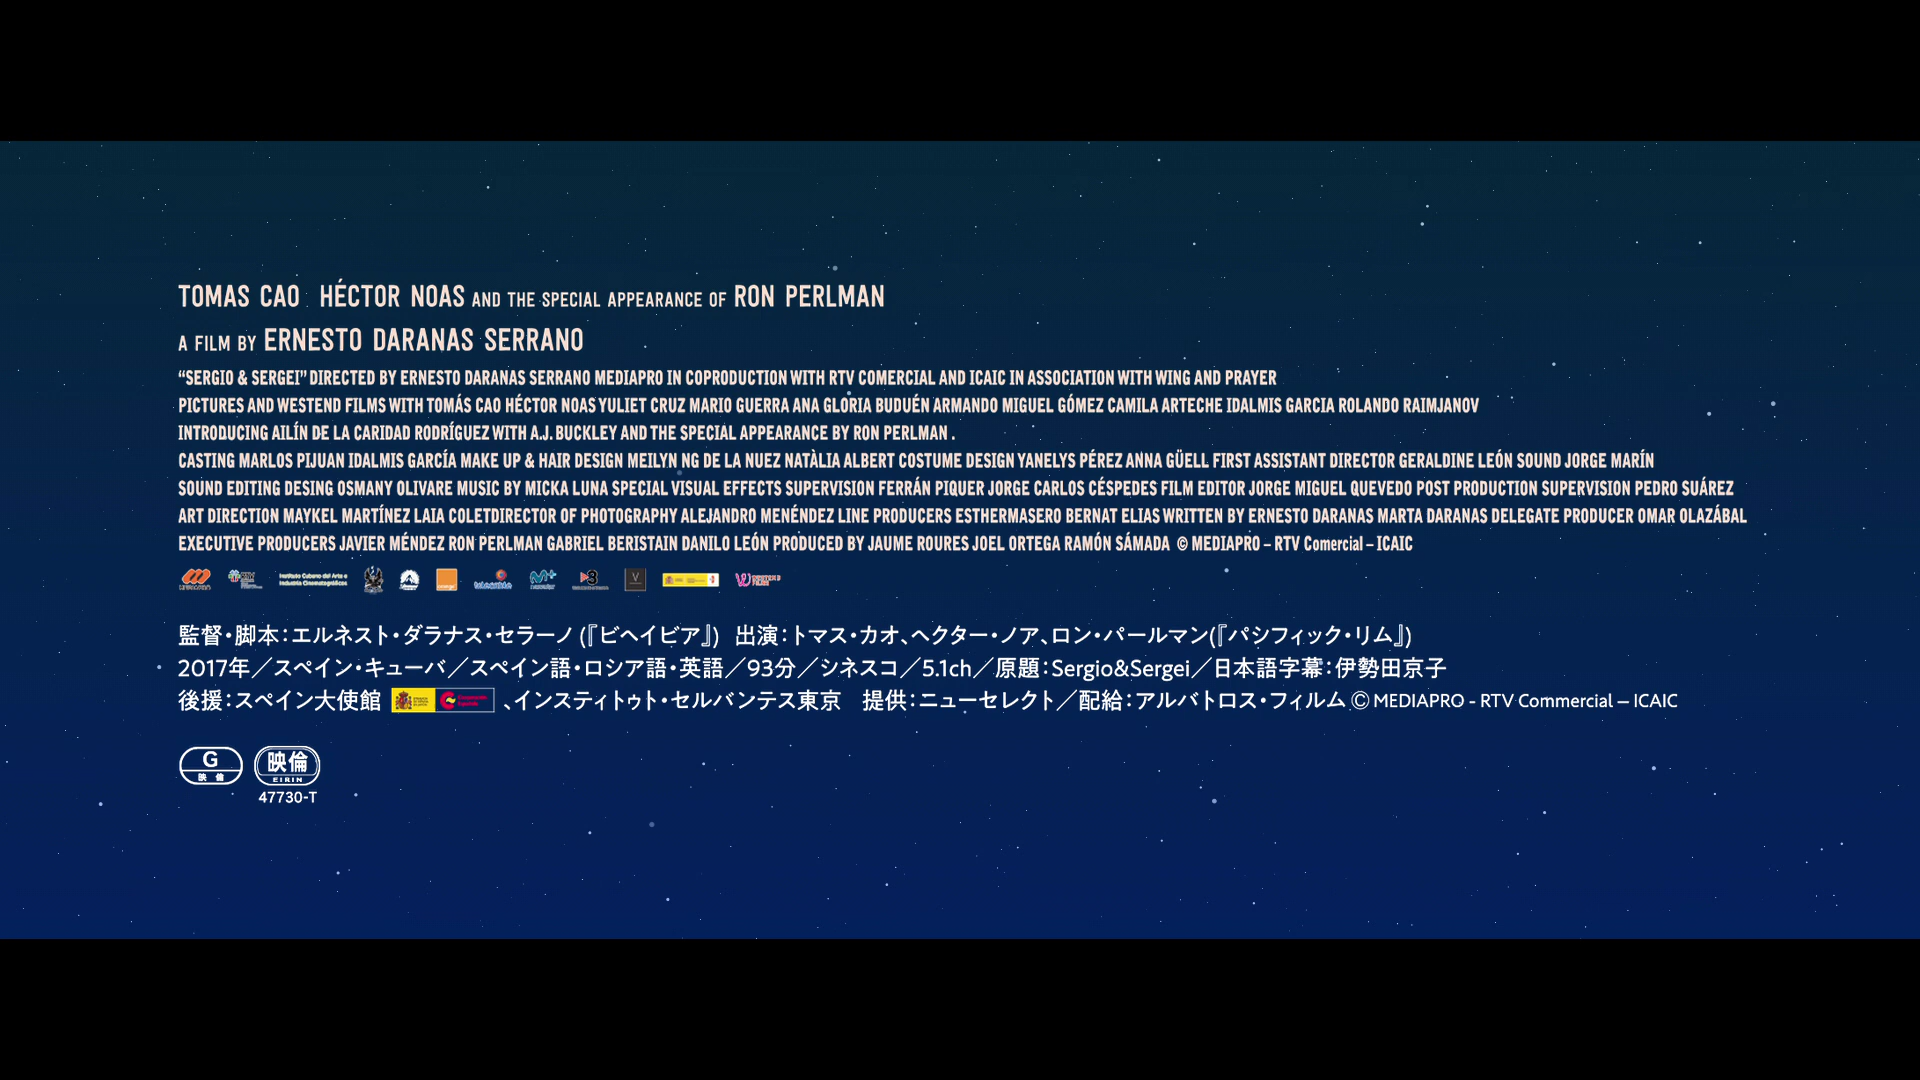 TOMAS CAO HÉCTOR NOAS AND THE SPECIAL APPEARANCE OF RON PERLMAN
A FILM BY ERNESTO DARANAS SERRANO
“SERGIO & SERGEI” DIRECTED BY ERNESTO DARANAS SERRANO MEDIAPRO IN COPRODUCTION WITH RTV COMERCIAL AND ICAIC IN ASSOCIATION WITH WING AND PRAYER
PICTURES AND WESTEND FILMS WITH TOMÁS CAO HÉCTOR NOAS YULIET CRUZ MARIO GUERRA ANA GLORIA BUDUÉN ARMANDO MIGUEL GÓMEZ CAMILA ARTECHE IDALMIS GARCIA ROLANDO RAIMJANOV
INTRODUCING AILÍN DE LA CARIDAD RODRÍGUEZ WITH A.J. BUCKLEY AND THE SPECIAL APPEARANCE BY RON PERLMAN .
CASTING MARLOS PIJUAN IDALMIS GARCÍA MAKE UP & HAIR DESIGN MEILYN NG DE LA NUEZ NATÀLIA ALBERT COSTUME DESIGN YANELYS PÉREZ ANNA GÜELL FIRST ASSISTANT DIRECTOR GERALDINE LEÓN SOUND JORGE MARÍN
SOUND EDITING DESING OSMANY OLIVARE MUSIC BY MICKA LUNA SPECIAL VISUAL EFFECTS SUPERVISION FERRÁN PIQUER JORGE CARLOS CÉSPEDES FILM EDITOR JORGE MIGUEL QUEVEDO POST PRODUCTION SUPERVISION PEDRO SUÁREZ
ART DIRECTION MAYKEL MARTÍNEZ LAIA COLETDIRECTOR OF PHOTOGRAPHY ALEJANDRO MENÉNDEZ LINE PRODUCERS ESTHERMASERO BERNAT ELIAS WRITTEN BY ERNESTO DARANAS MARTA DARANAS DELEGATE PRODUCER OMAR OLAZÁBAL
EXECUTIVE PRODUCERS JAVIER MÉNDEZ RON PERLMAN GABRIEL BERISTAIN DANILO LEÓN PRODUCED BY JAUME ROURES JOEL ORTEGA RAMÓN SÁMADA © MEDIAPRO – RTV Comercial – ICAIC
Instituto Cubano del Arte e Industria Cinematográficos
監督・脚本：エルネスト・ダラナス・セラーノ (『ビヘイビア』) 出演：トマス・カオ、ヘクター・ノア、ロン・パールマン(『パシフィック・リム』)
2017年／スペイン・キューバ／スペイン語・ロシア語・英語／93分／シネスコ／5.1ch／原題：Sergio&Sergei／日本語字幕：伊勢田京子
後援：スペイン大使館 、インスティトゥト・セルバンテス東京 提供：ニューセレクト／配給：アルバトロス・フィルム Ⓒ MEDIAPRO - RTV Commercial – ICAIC
G 映倫 映倫 EIRIN
47730-T